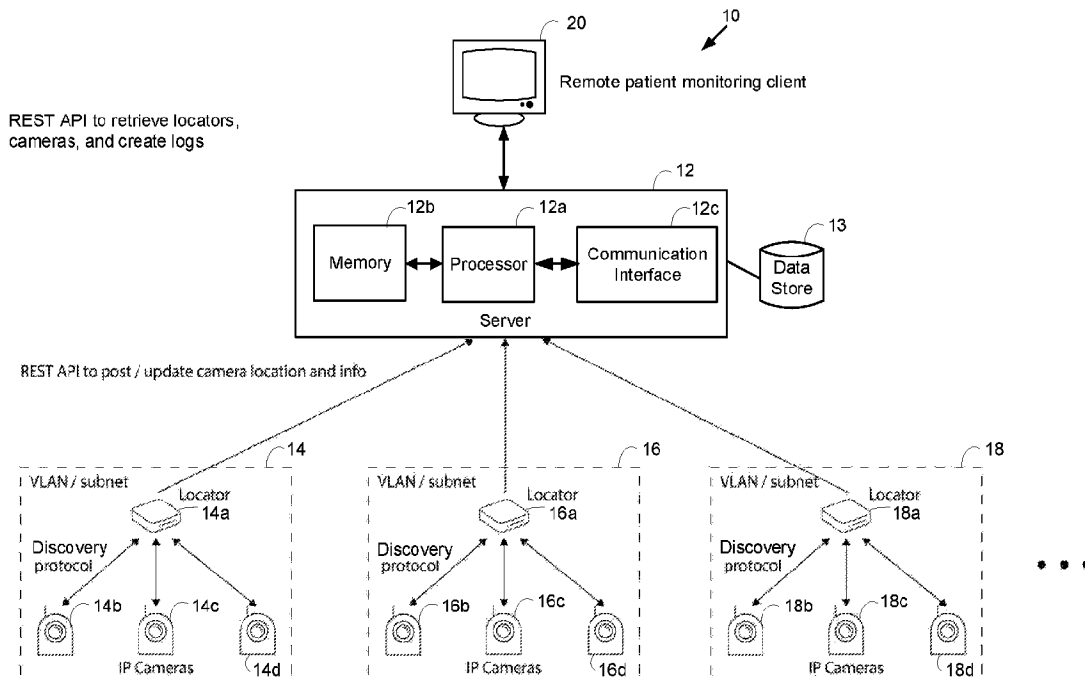 20
10
Remote patient monitoring client
REST API to retrieve locators,
cameras, and create logs
12
12b
12a
12c
13
Memory
Processor
Communication
Interface
Data
Store
Server
REST API to post / update camera location and info
14
16
18
VLAN / subnet
Locator
14a
Discovery
protocol
14b
14c
IP Cameras
14d
VLAN / subnet
Locator
16a
Discovery
protocol
16b
16c
IP Cameras
16d
VLAN / subnet
Locator
18a
Discovery
protocol
18b
18c
IP Cameras
18d